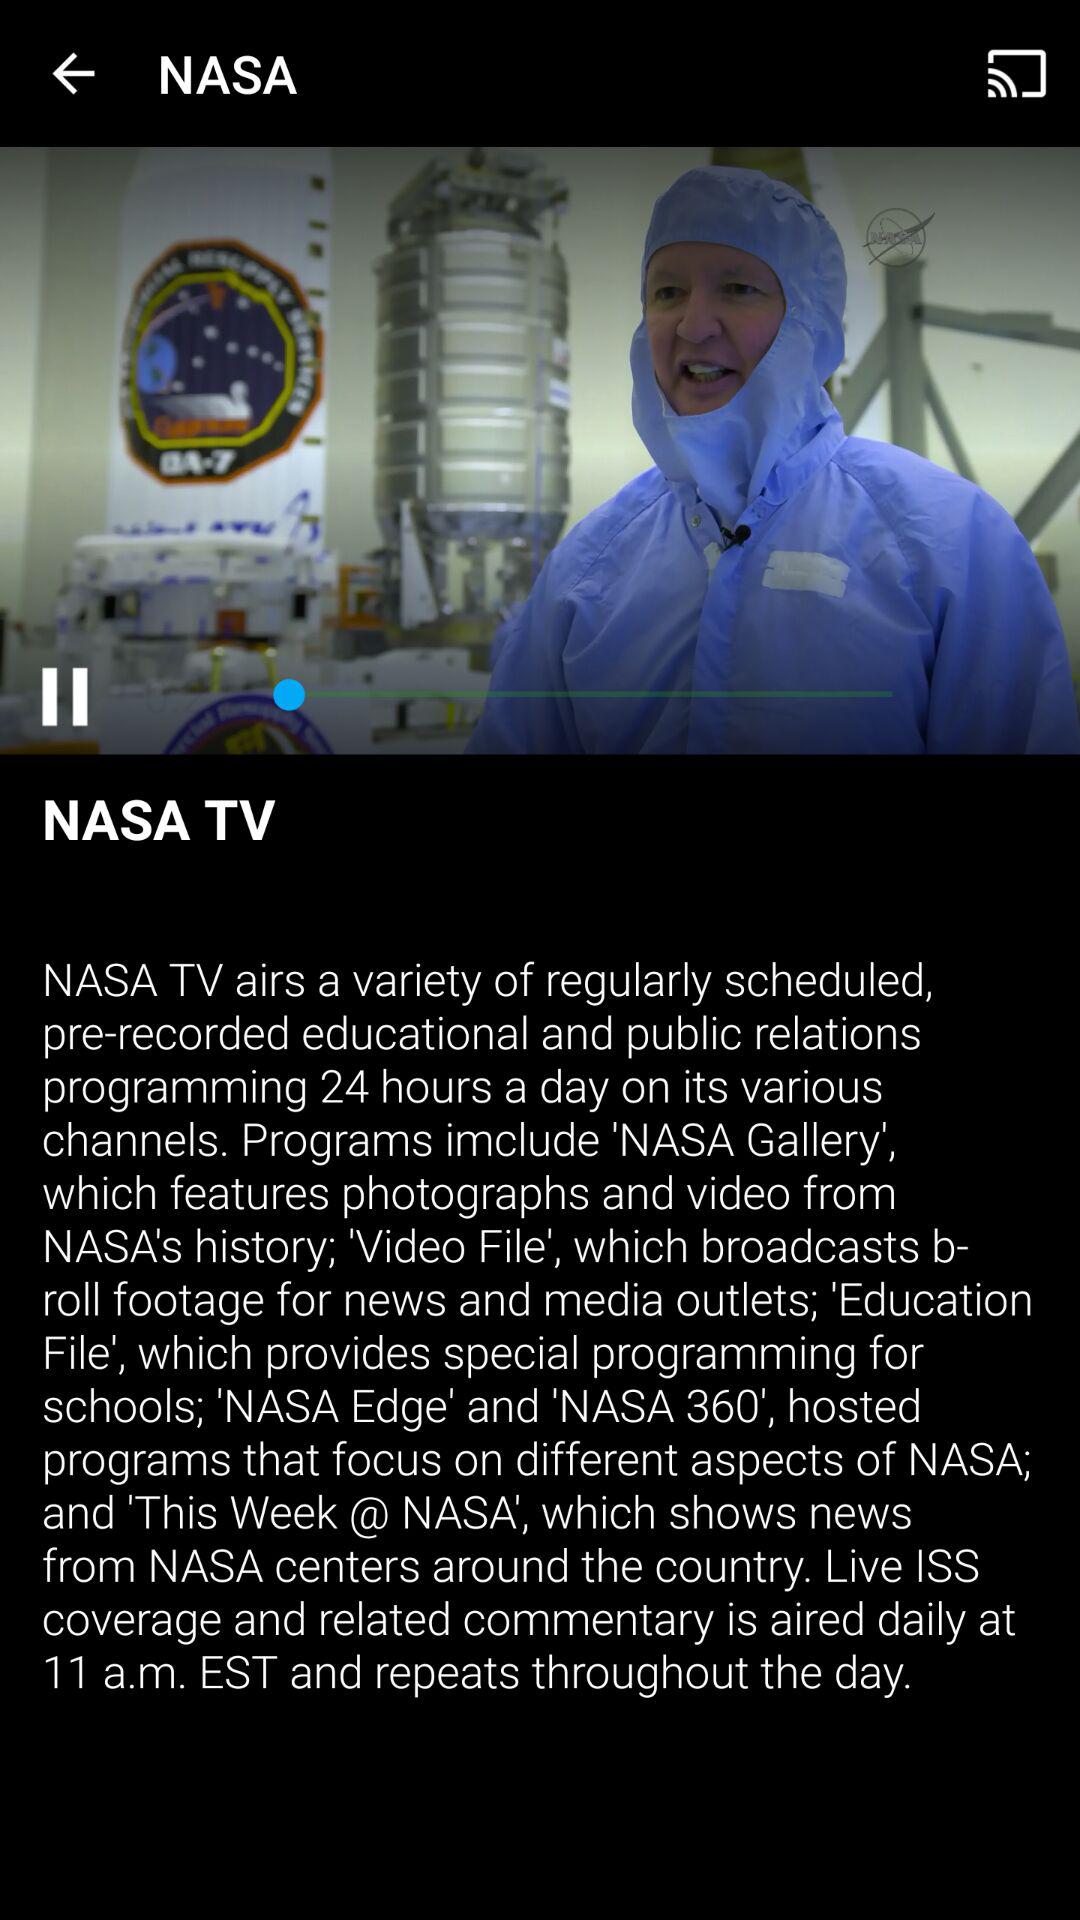 NASA
NASA
OA-7
NASA TV
NASA TV airs a variety of regularly scheduled,
pre-recorded educational and public relations
programming 24 hours a day on its various
channels. Programs imclude 'NASA Gallery',
which features photographs and video from
NASA's history; 'Video File', which broadcasts b-
roll footage for news and media outlets; 'Education
File', which provides special programming for
schools; 'NASA Edge' and 'NASA 360', hosted
programs that focus on different aspects of NASA;
and 'This Week @ NASA', which shows news
from NASA centers around the country. Live ISS
coverage and related commentary is aired daily at
11 a.m. EST and repeats throughout the day.